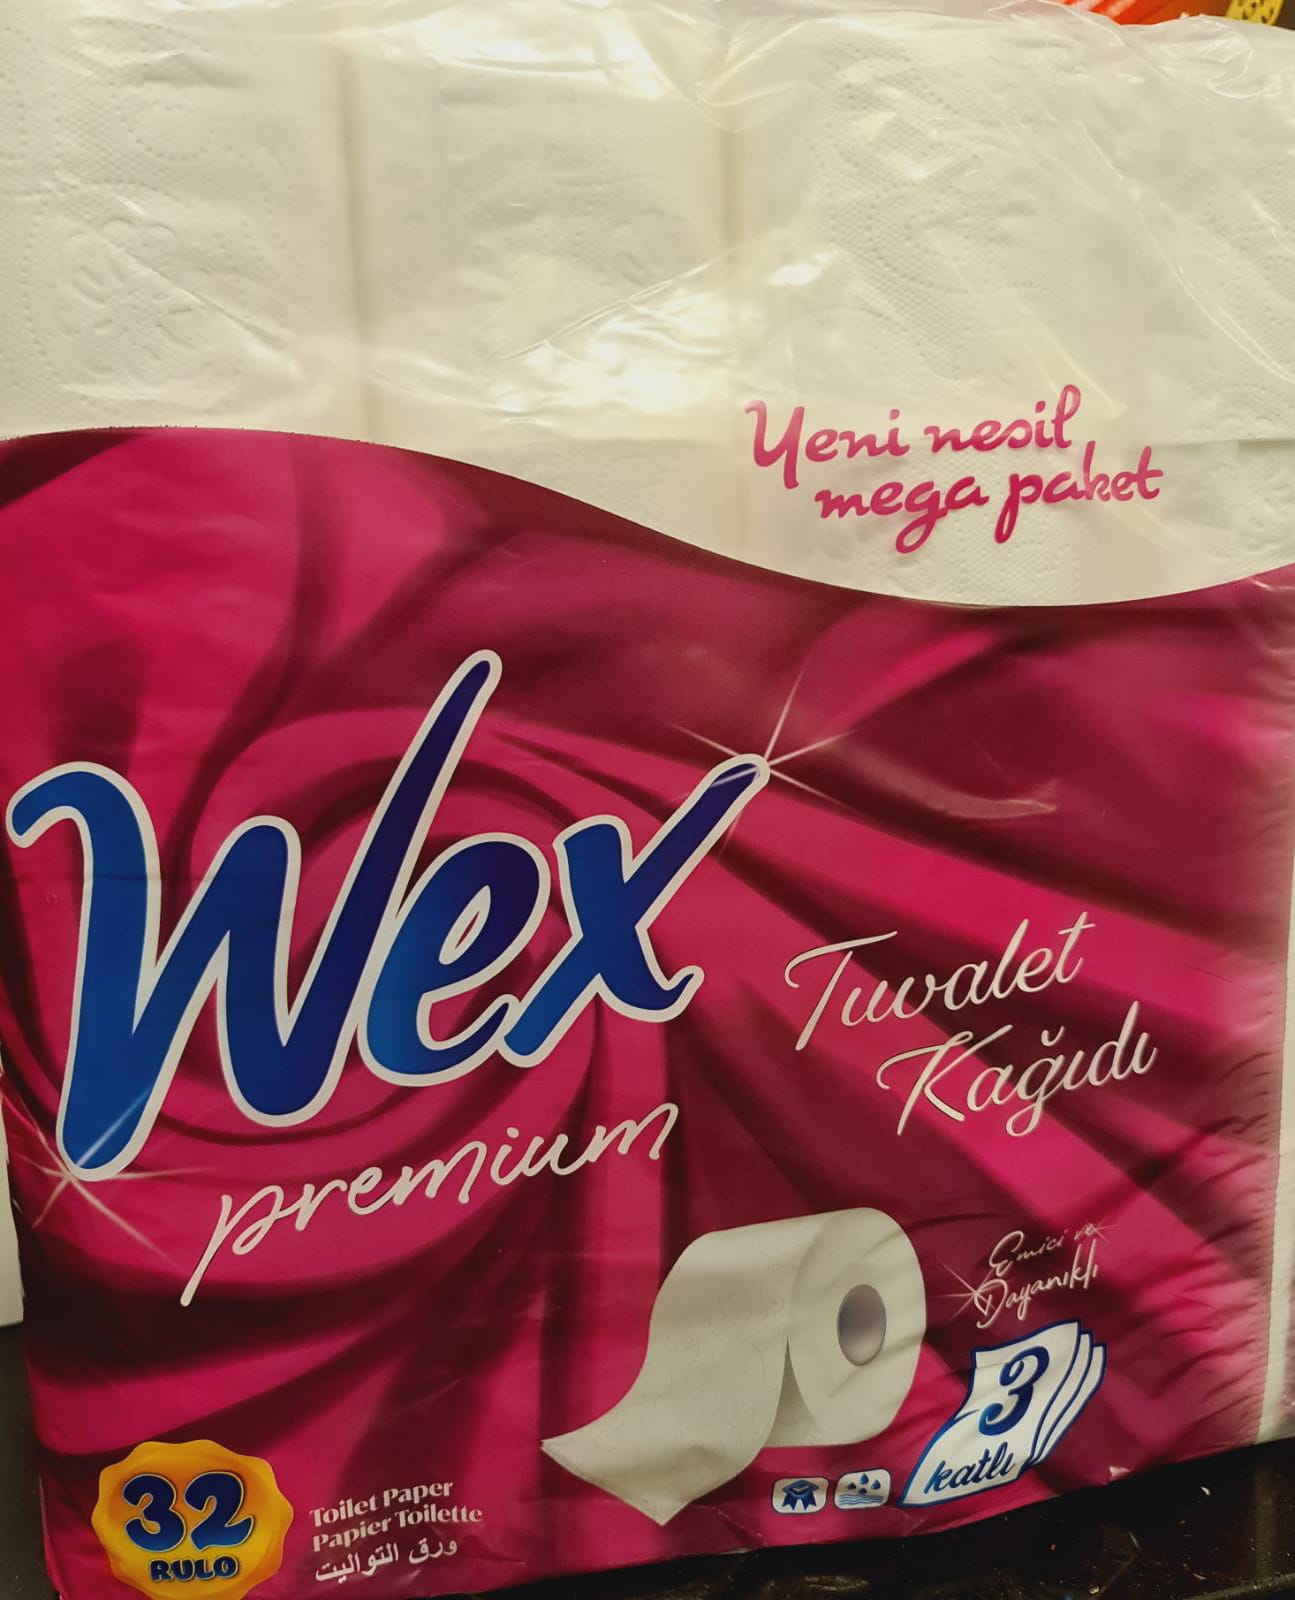 Yeni nesil
mega paket
Wex
premium
Tuvalet
Kağıdı
Emici ve
Dayanıklı
3
katlı
32
RULO
Toilet Paper
Papier Toilette
ورق التواليت